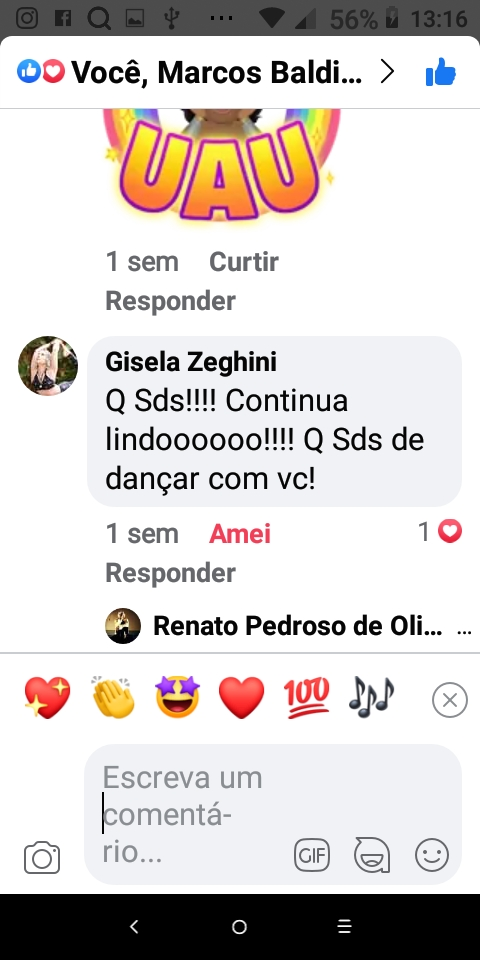 56% 13:16
Você, Marcos Baldi...
UAU
1 sem Curtir
Responder
Gisela Zeghini
Q Sds!!!! Continua
lindoooooo!!!! Q Sds de
dançar com vc!
1 sem Amei 1
Responder
Renato Pedroso de Oli... ...
100
Escreva um
comentá-
rio...
GIF